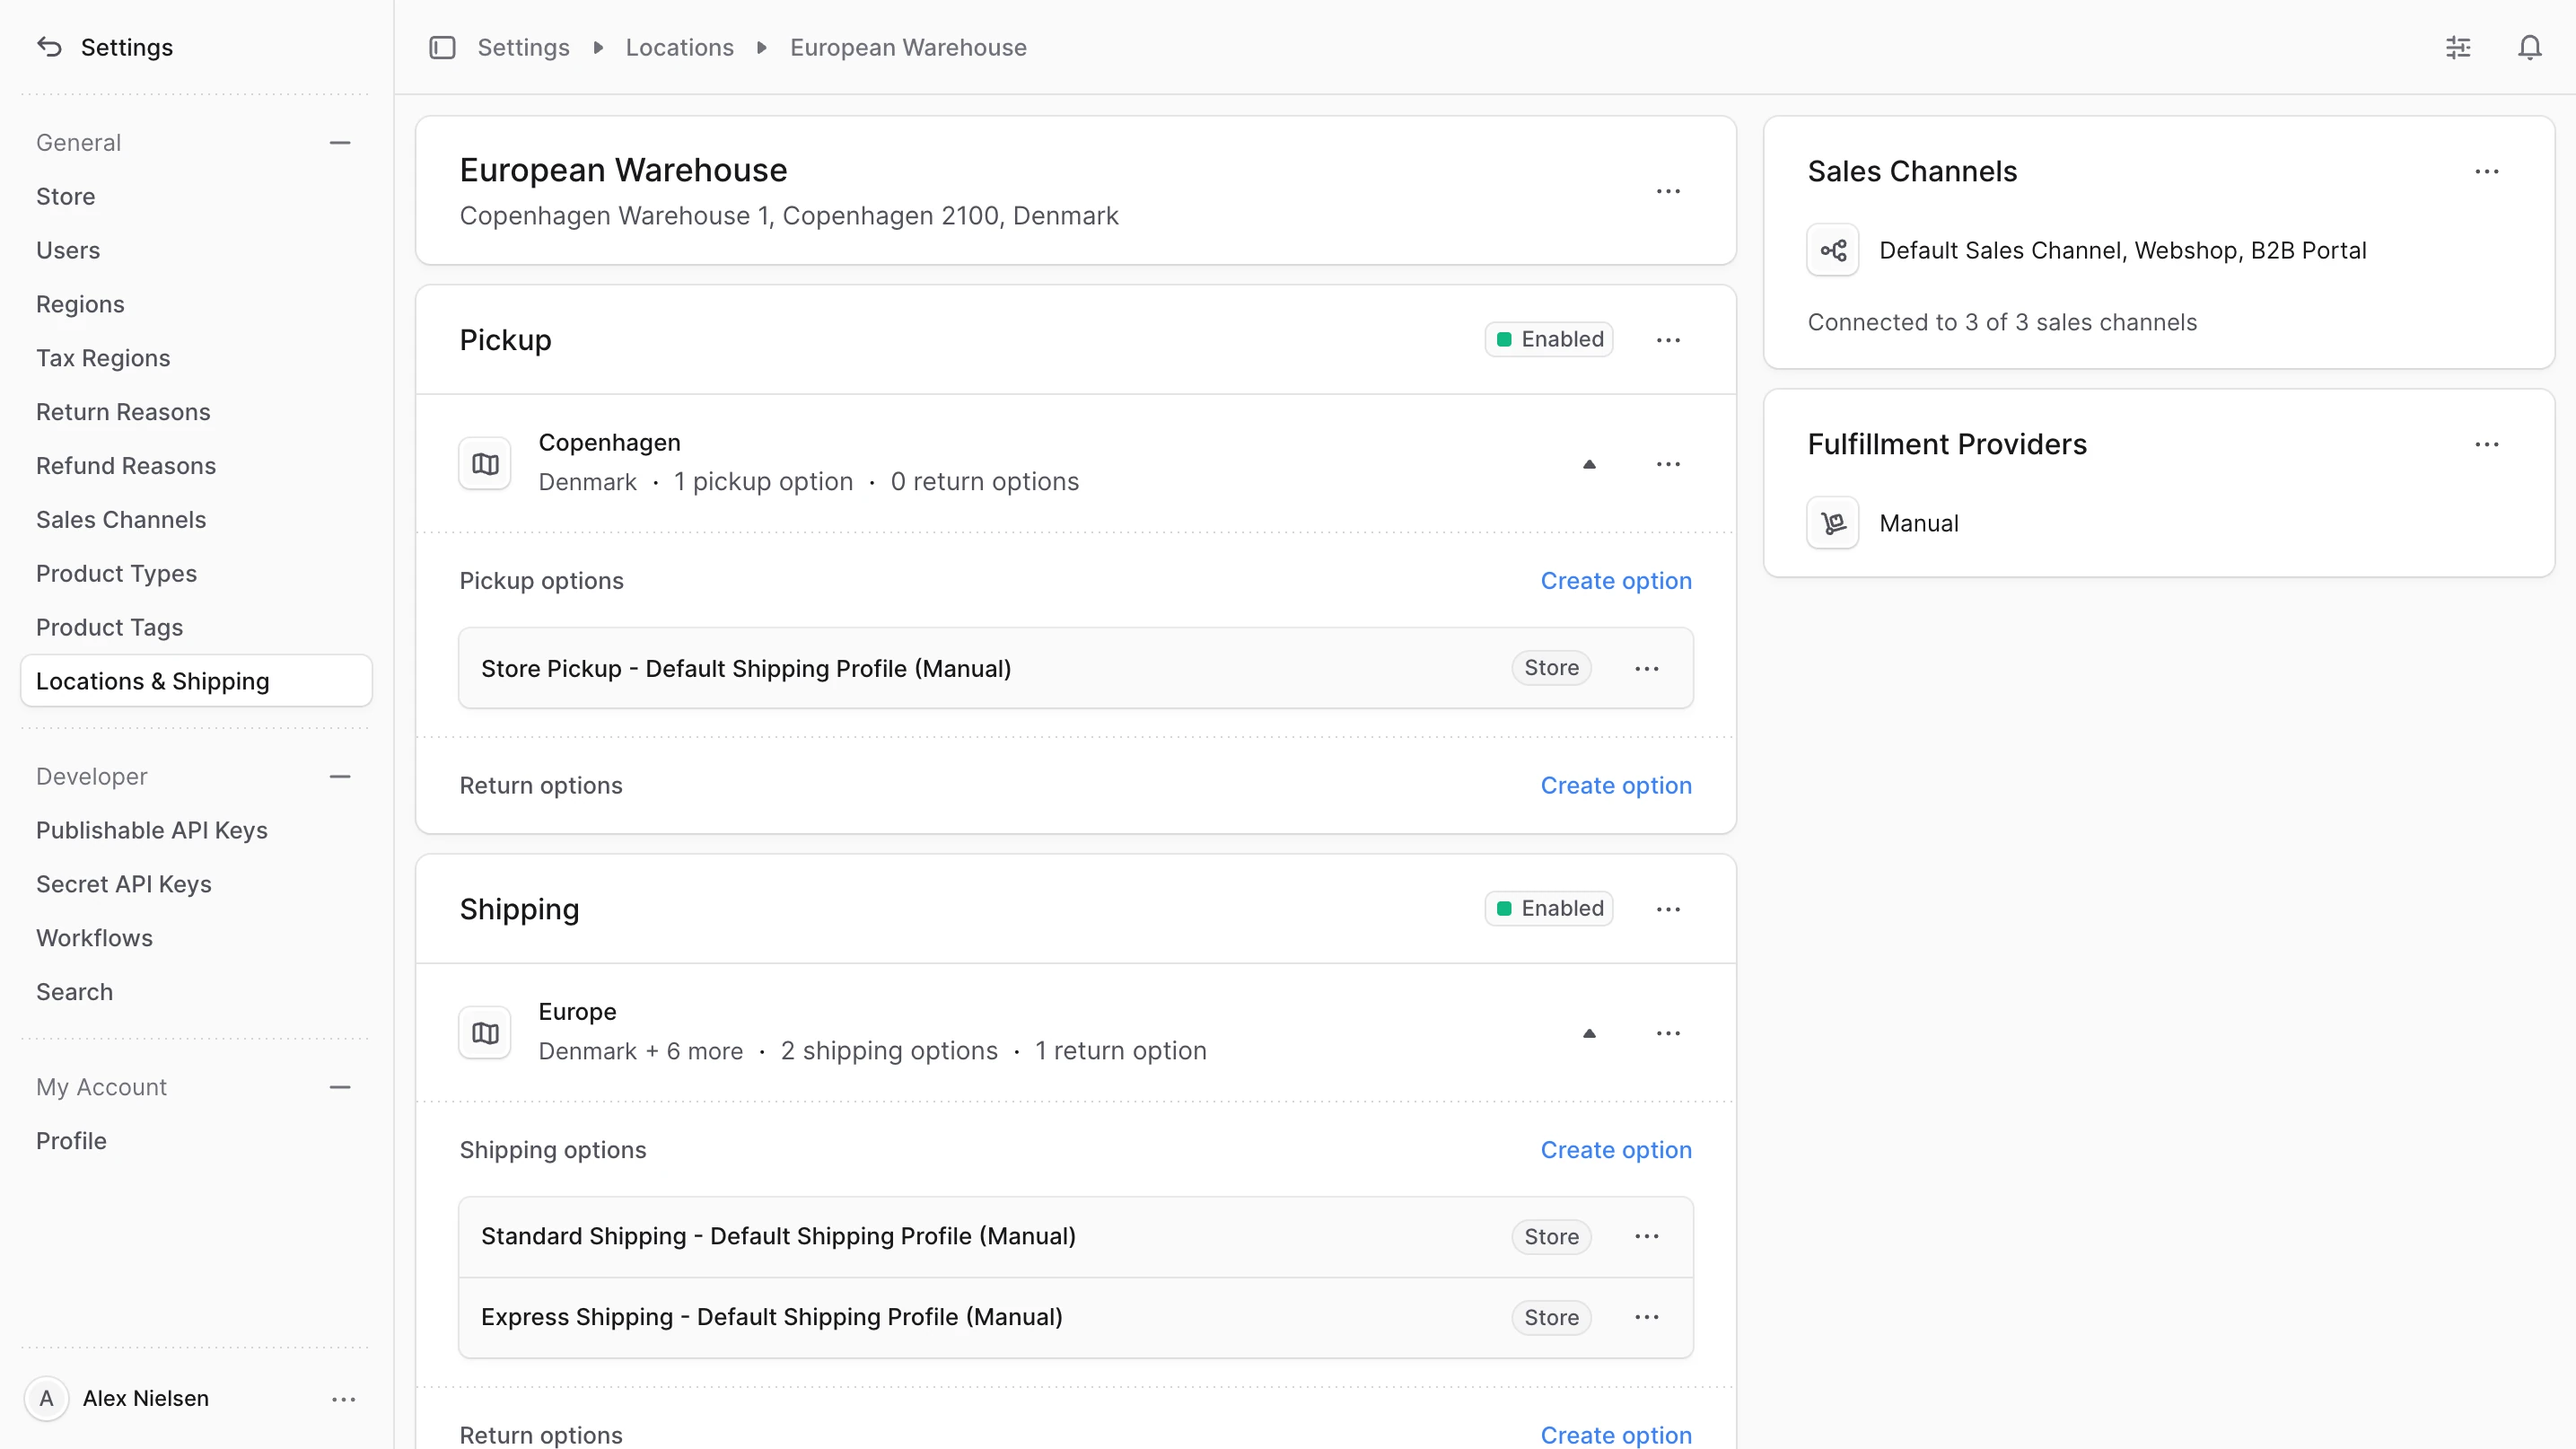 Settings
General
Store
Users
Regions
Tax Regions
Return Reasons
Refund Reasons
Sales Channels
Product Types
Product Tags
Locations & Shipping
Developer
Publishable API Keys
Secret API Keys
Workflows
Search
My Account
Profile
A Alex Nielsen
Settings Locations European Warehouse
European Warehouse
Copenhagen Warehouse 1, Copenhagen 2100, Denmark
Pickup Enabled
Copenhagen
Denmark · 1 pickup option · 0 return options
Pickup options Create option
Store Pickup - Default Shipping Profile (Manual) Store
Return options Create option
Shipping Enabled
Europe
Denmark + 6 more · 2 shipping options · 1 return option
Shipping options Create option
Standard Shipping - Default Shipping Profile (Manual) Store
Express Shipping - Default Shipping Profile (Manual) Store
Return options Create option
Sales Channels
Default Sales Channel, Webshop, B2B Portal
Connected to 3 of 3 sales channels
Fulfillment Providers
Manual